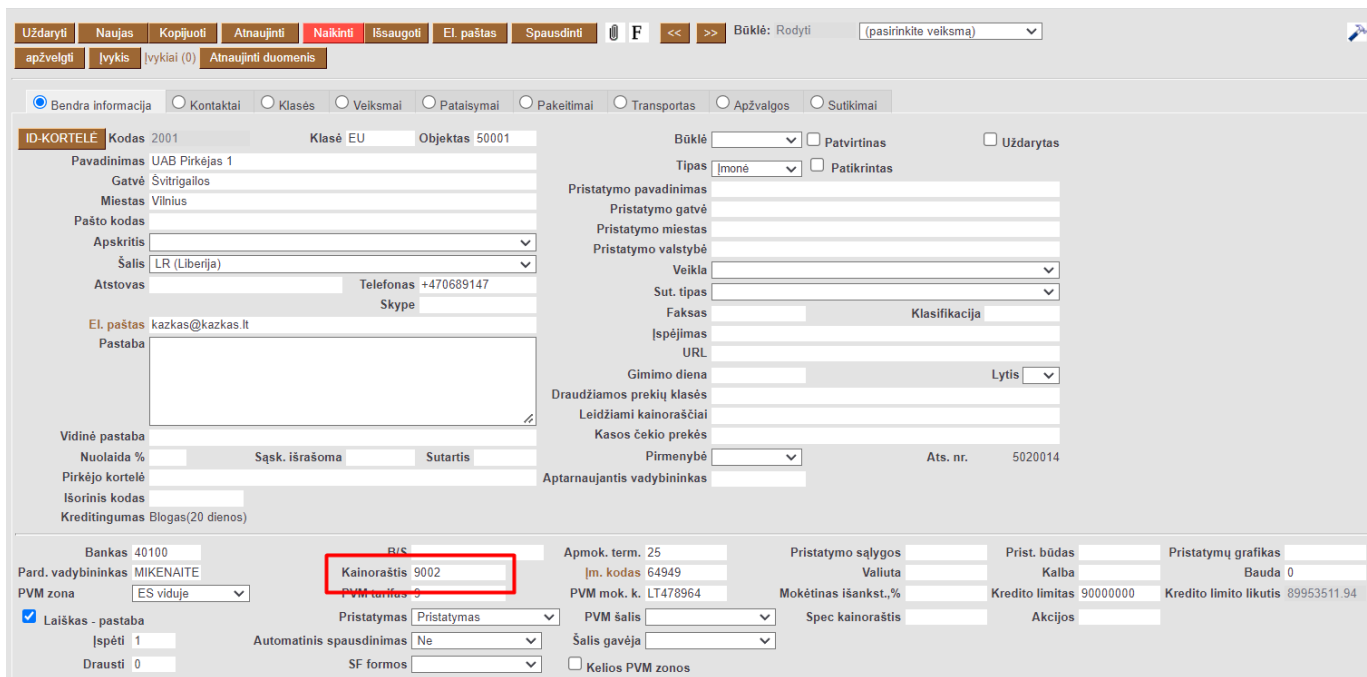 Uždaryti Naujas Kopijuoti Atnaujinti Naikinti Išsaugoti El. paštas Spausdinti F << >> Būklė: Rodyti (pasirinkite veiksmą)
apžvelgti Įvykis Įvykiai (0) Atnaujinti duomenis
Bendra informacija Kontaktai Klasės Veiksmai Pataisymai Pakeitimai Transportas Apžvalgos Sutikimai
ID-KORTELĖ Kodas 2001 Klasė EU Objektas 50001 Būklė Patvirtinas Uždarytas
Pavadinimas UAB Pirkėjas 1 Tipas Įmonė Patikrintas
Gatvė Švitrigailos Pristatymo pavadinimas
Miestas Vilnius Pristatymo gatvė
Pašto kodas Pristatymo miestas
Apskritis Pristatymo valstybė
Šalis LR (Liberija) Veikla
Atstovas Telefonas +470689147 Sut. tipas
Skype Faksas Klasifikacija
El. paštas kazkas@kazkas.lt Įspėjimas
Pastaba URL
Gimimo diena Lytis
Draudžiamos prekių klasės
Leidžiami kainoraščiai
Vidinė pastaba Kasos čekio prekės
Nuolaida % Sąsk. išrašoma Sutartis Pirmenybė Ats. nr. 5020014
Pirkėjo kortelė Aptarnaujantis vadybininkas
Išorinis kodas
Kreditingumas Blogas(20 dienos)
Bankas 40100 B/S Apmok. term. 25 Pristatymo sąlygos Prist. būdas Pristatymų grafikas
Pard. vadybininkas MIKENAITE Kainoraštis 9002 Įm. kodas 64949 Valiuta Kalba Bauda 0
PVM zona ES viduje PVM tarifas 9 PVM mok. k. LT478964 Mokėtinas išankst.,% Kredito limitas 90000000 Kredito limito likutis 89953511.94
Laiškas - pastaba Pristatymas Pristatymas PVM šalis Spec kainoraštis Akcijos
Įspėti 1 Automatinis spausdinimas Ne Šalis gavėja
Drausti 0 SF formos Kelios PVM zonos